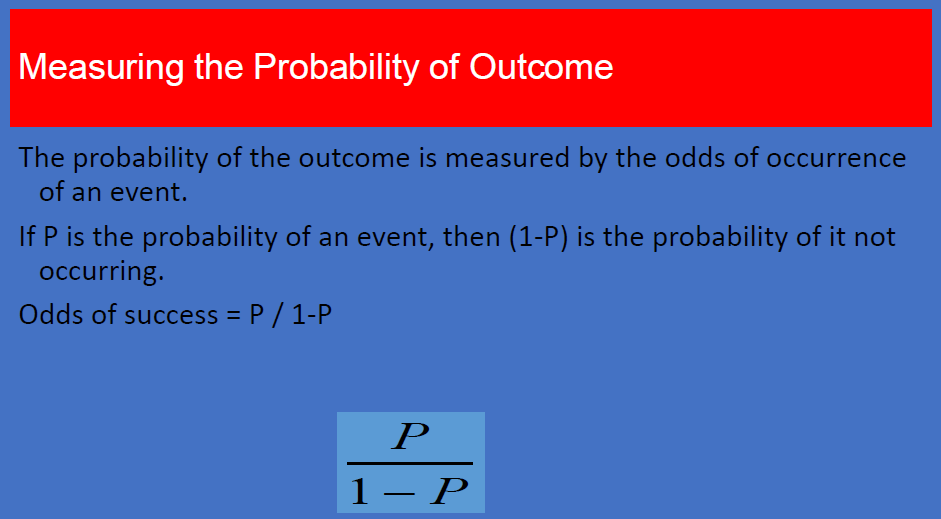 Measuring the Probability of Outcome
The probability of the outcome is measured by the odds of occurrence
of an event.
If P is the probability of an event, then (1-P) is the probability of it not
occurring.
Odds of success = P / 1-P
P
1 – P